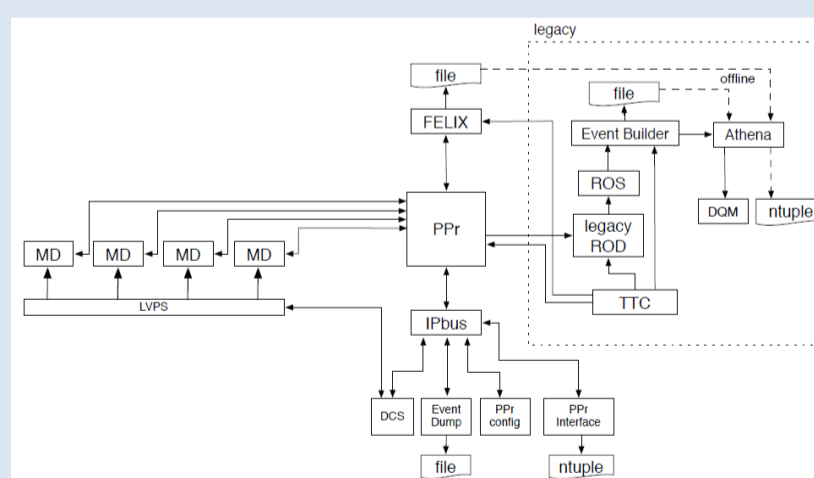 legacy
file
offline
file
FELIX
Event Builder
Athena
ROS
PPr
DQM
ntuple
legacy
ROD
MD
MD
MD
MD
TTC
LVPS
IPbus
DCS
Event
Dump
PPr
config
PPr
Interface
file
ntuple